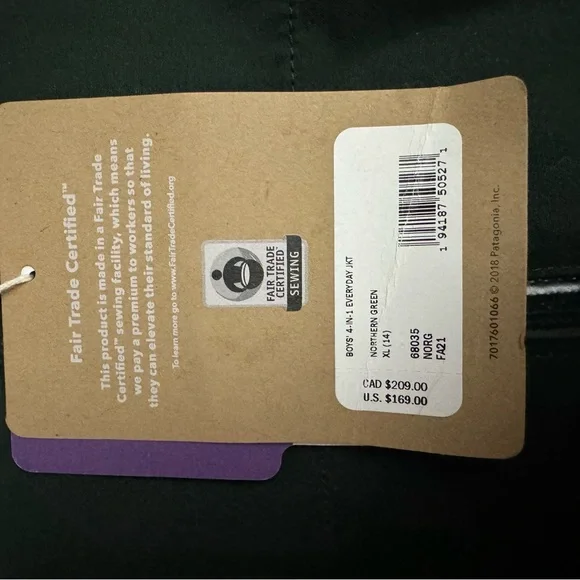 Fair Trade Certified™
This product is made in a Fair Trade
Certified™ sewing facility, which means
we pay a premium to workers so that
they can elevate their standard of living.
To learn more go to www.FairTradeCertified.org
FAIR TRADE
CERTIFIED™
SEWING
1 94187 50527 1
BOYS' 4-IN-1 EVERYDAY JKT
NORTHERN GREEN
XL (14)
68035
NORG
FA21
CAD $209.00
U.S. $169.00
7017601066 © 2018 Patagonia, Inc.